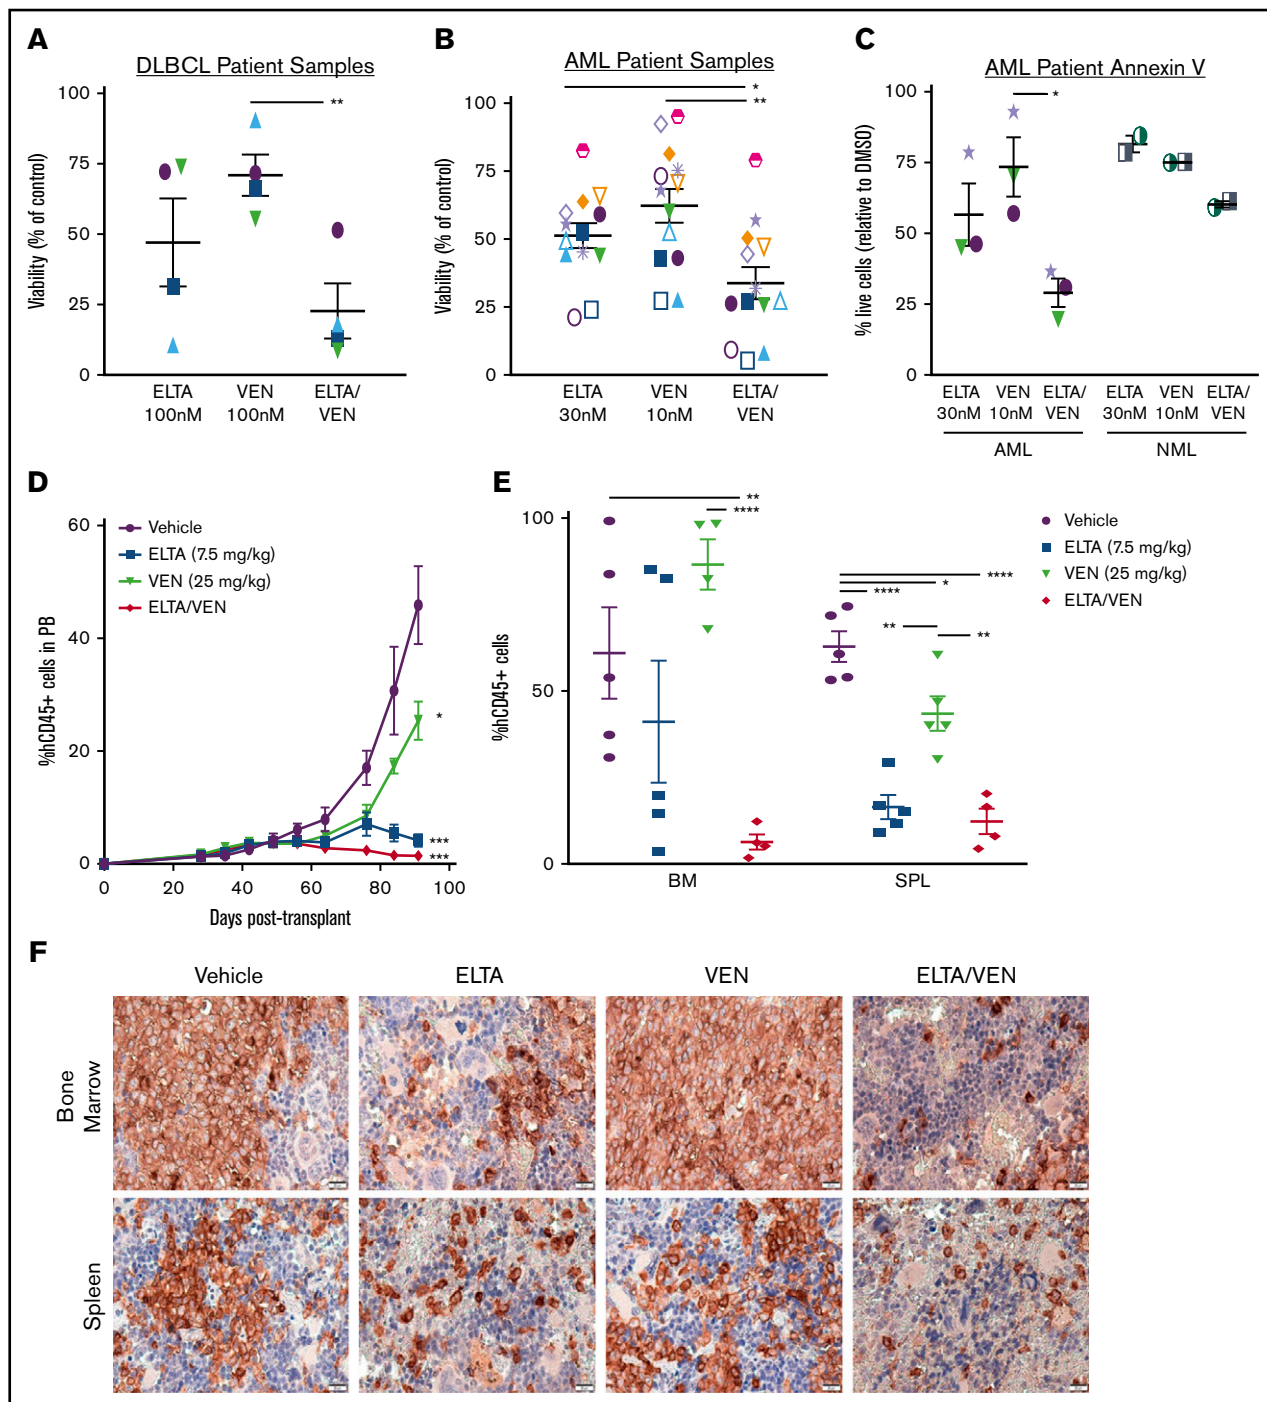 A
DLBCL Patient Samples
Viability (% of control)
100
75
50
25
0
**
ELTA 100nM
VEN 100nM
ELTA/ VEN
B
AML Patient Samples
Viability (% of control)
100
75
50
25
0
*
**
ELTA 30nM
VEN 10nM
ELTA/ VEN
C
AML Patient Annexin V
% live cells (relative to DMSO)
100
75
50
25
0
*
ELTA 30nM
VEN 10nM
ELTA/ VEN
ELTA 30nM
VEN 10nM
ELTA/ VEN
AML
NML
D
%hCD45+ cells in PB
60
40
20
0
Vehicle
ELTA (7.5 mg/kg)
VEN (25 mg/kg)
ELTA/VEN
*
***
***
0 20 40 60 80 100
Days post-transplant
E
%hCD45+ cells
100
50
0
**
****
****
*
****
**
**
BM
SPL
Vehicle
ELTA (7.5 mg/kg)
VEN (25 mg/kg)
ELTA/VEN
F
Vehicle
ELTA
VEN
ELTA/VEN
Bone
Marrow
Spleen